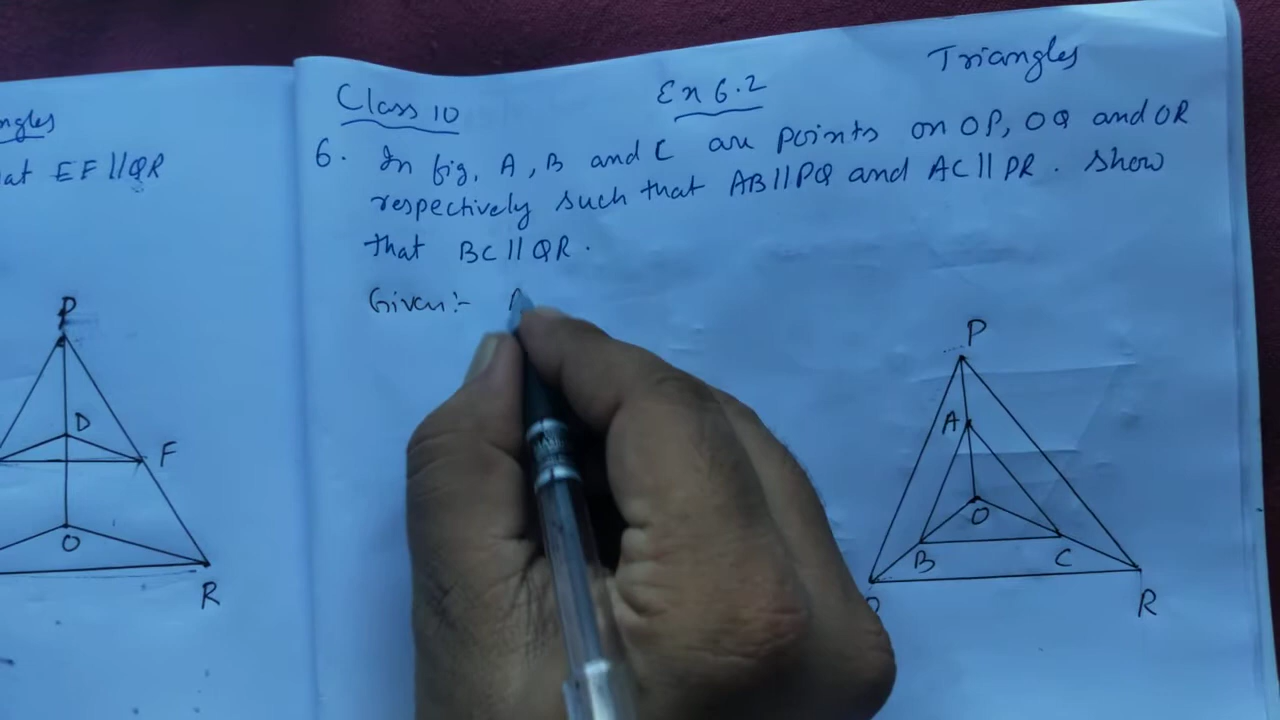 ngles
at EF || QR
P
D
F
O
R
Triangles
Class 10
Ex 6.2
6. In fig, A, B and C are points on OP, OQ and OR
respectively such that AB || PQ and AC || PR. Show
that BC || QR.
Given:-
P
A
O
B
C
R